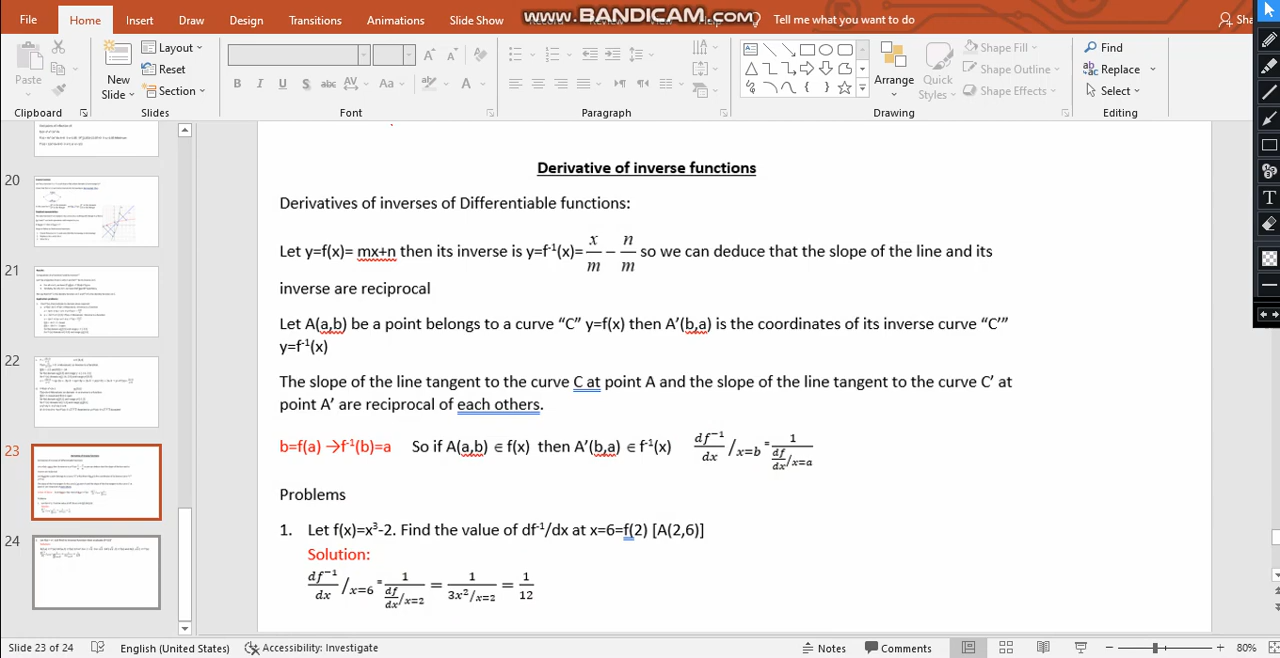 File Home Insert Draw Design Transitions Animations Slide Show www.BANDICAM.com Tell me what you want to do Sha
Paste New Slide Layout Reset Section Arrange Quick Styles Shape Fill Shape Outline Shape Effects Find Replace Select
Clipboard Slides Font Paragraph Drawing Editing
20
21
22
23
24
Derivative of inverse functions
Derivatives of inverses of Differentiable functions:
Let y=f(x)= mx+n then its inverse is y=f⁻¹(x)= x/m − n/m so we can deduce that the slope of the line and its
inverse are reciprocal
Let A(a,b) be a point belongs to a curve “C” y=f(x) then A’(b,a) is the coordinates of its inverse curve “C’”
y=f⁻¹(x)
The slope of the line tangent to the curve C at point A and the slope of the line tangent to the curve C’ at
point A’ are reciprocal of each others.
b=f(a) →f⁻¹(b)=a So if A(a,b) ∈ f(x) then A’(b,a) ∈ f⁻¹(x) df⁻¹/dx /x=b = 1/(df/dx /x=a)
Problems
1. Let f(x)=x³-2. Find the value of df⁻¹/dx at x=6=f(2) [A(2,6)]
Solution:
df⁻¹/dx /x=6 = 1/(df/dx /x=2) = 1/(3x² /x=2) = 1/12
Slide 23 of 24 English (United States) Accessibility: Investigate Notes Comments 80%